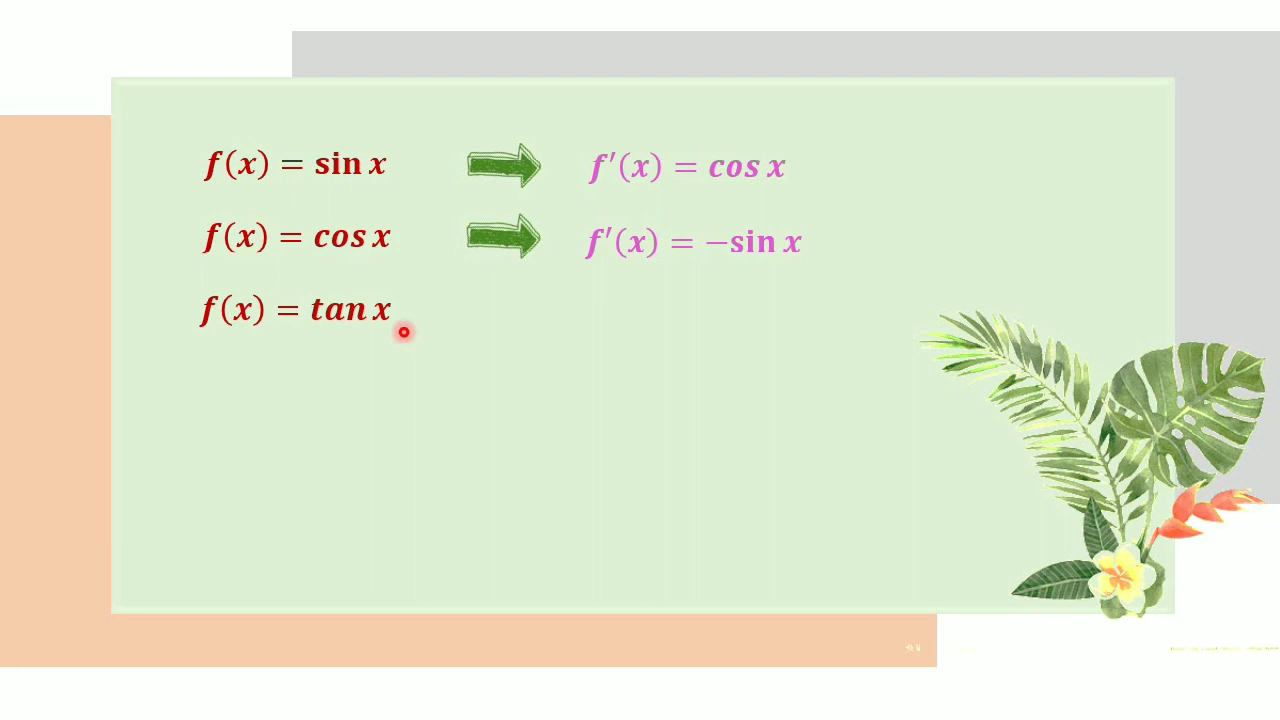 f(x) = sin x f′(x) = cos x
f(x) = cos x f′(x) = −sin x
f(x) = tan x